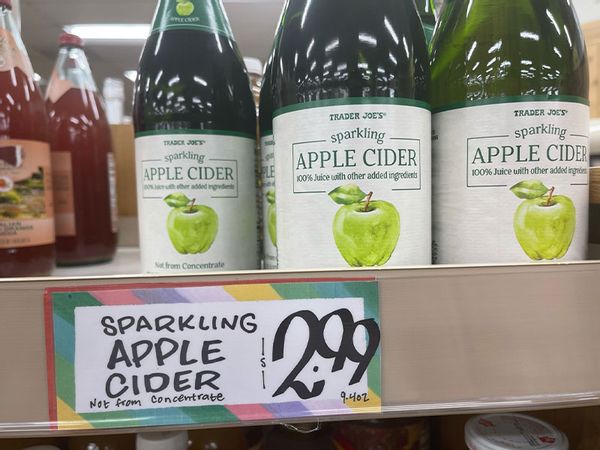 TRADER JOE'S®
sparkling
APPLE CIDER
100% Juice with other added ingredients
Not from Concentrate
TRADER JOE'S®
sparkling
APPLE CIDER
100% Juice with other added ingredients
TRADER JOE'S®
sparkling
APPLE CIDER
100% Juice with other added ingredients
SPARKLING
APPLE
CIDER
Not from Concentrate
$2.99